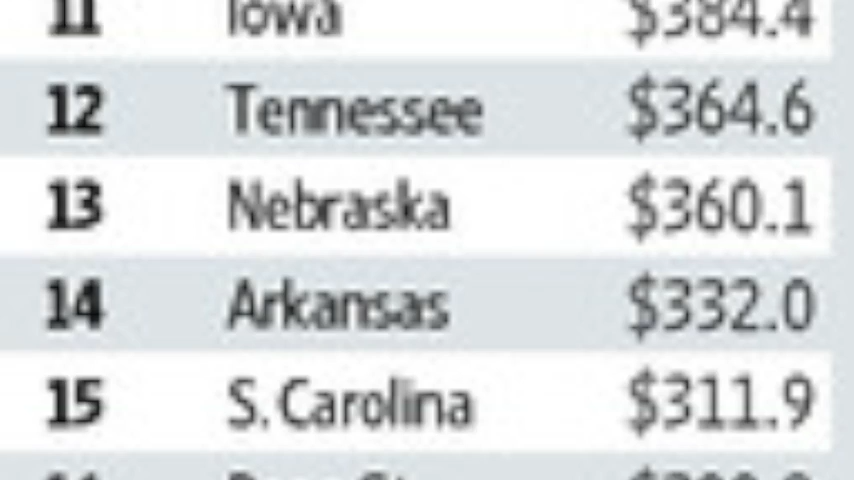 11 Iowa $384.4
12 Tennessee $364.6
13 Nebraska $360.1
14 Arkansas $332.0
15 S. Carolina $311.9